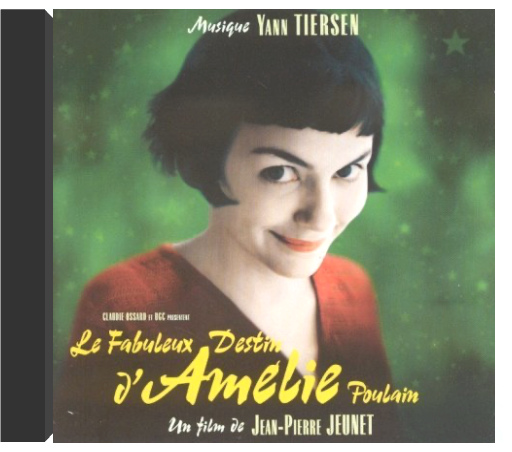 Musique YANN TIERSEN
CLAUDIE OSSARD ET UGC PRÉSENTENT
Le Fabuleux Destin
d'Amélie Poulain
Un film de JEAN-PIERRE JEUNET